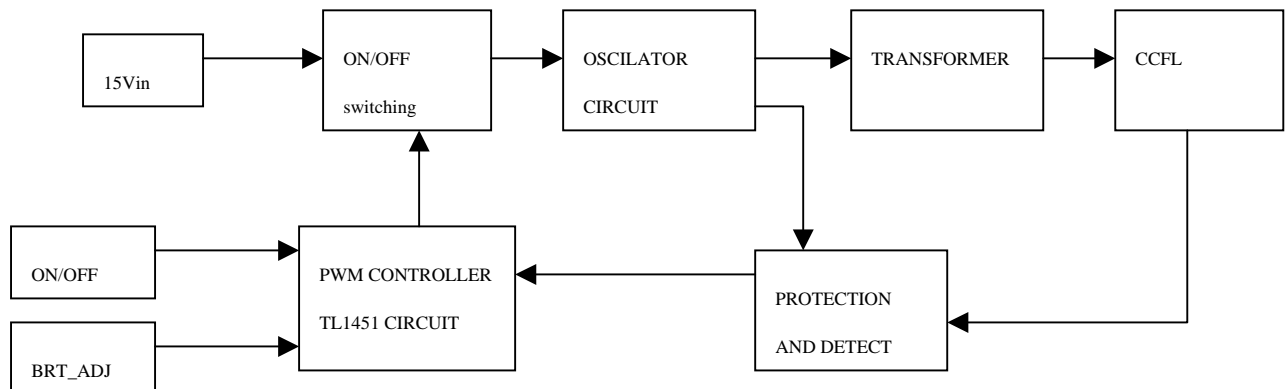 15Vin
ON/OFF
switching
OSCILATOR
CIRCUIT
TRANSFORMER
CCFL
ON/OFF
BRT_ADJ
PWM CONTROLLER
TL1451 CIRCUIT
PROTECTION
AND DETECT